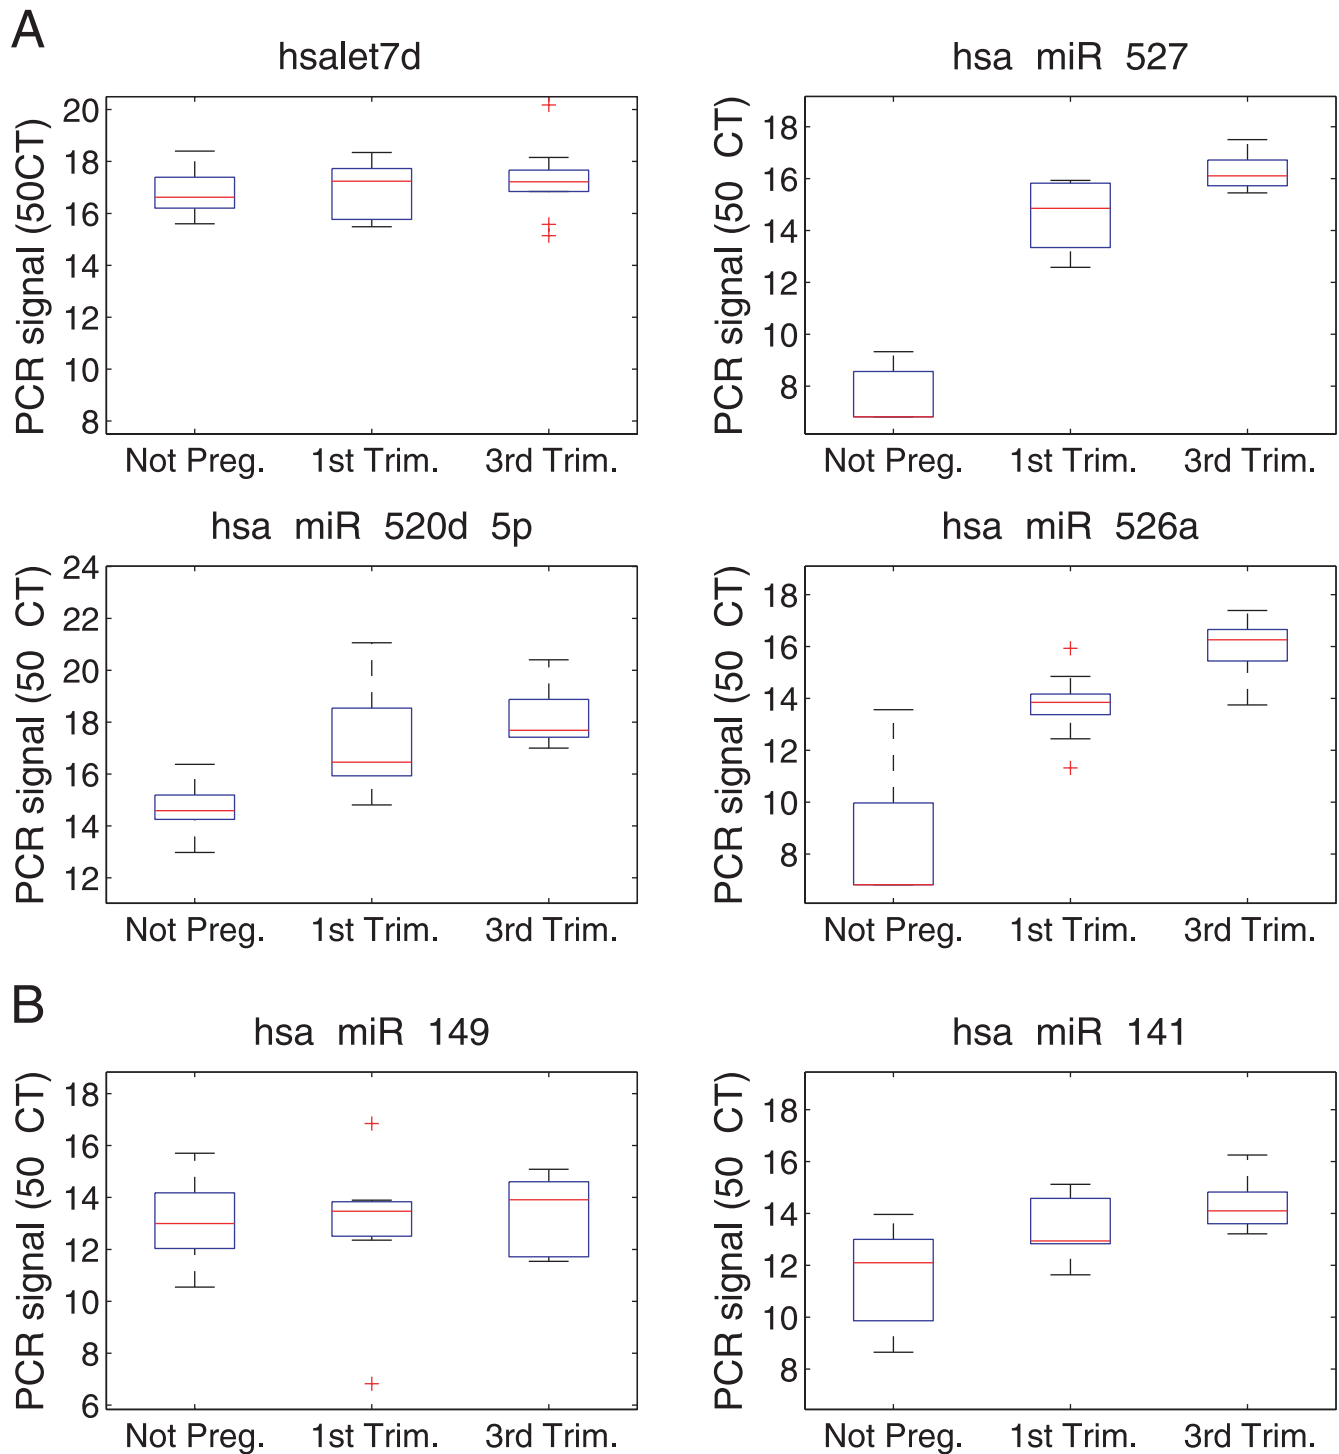 A
hsalet7d
PCR signal (50CT)
20
18
16
14
12
10
8
Not Preg.
1st Trim.
3rd Trim.
hsa miR 527
PCR signal (50 CT)
18
16
14
12
10
8
Not Preg.
1st Trim.
3rd Trim.
hsa miR 520d 5p
PCR signal (50 CT)
24
22
20
18
16
14
12
Not Preg.
1st Trim.
3rd Trim.
hsa miR 526a
PCR signal (50 CT)
18
16
14
12
10
8
Not Preg.
1st Trim.
3rd Trim.
B
hsa miR 149
PCR signal (50 CT)
18
16
14
12
10
8
6
Not Preg.
1st Trim.
3rd Trim.
hsa miR 141
PCR signal (50 CT)
18
16
14
12
10
8
Not Preg.
1st Trim.
3rd Trim.